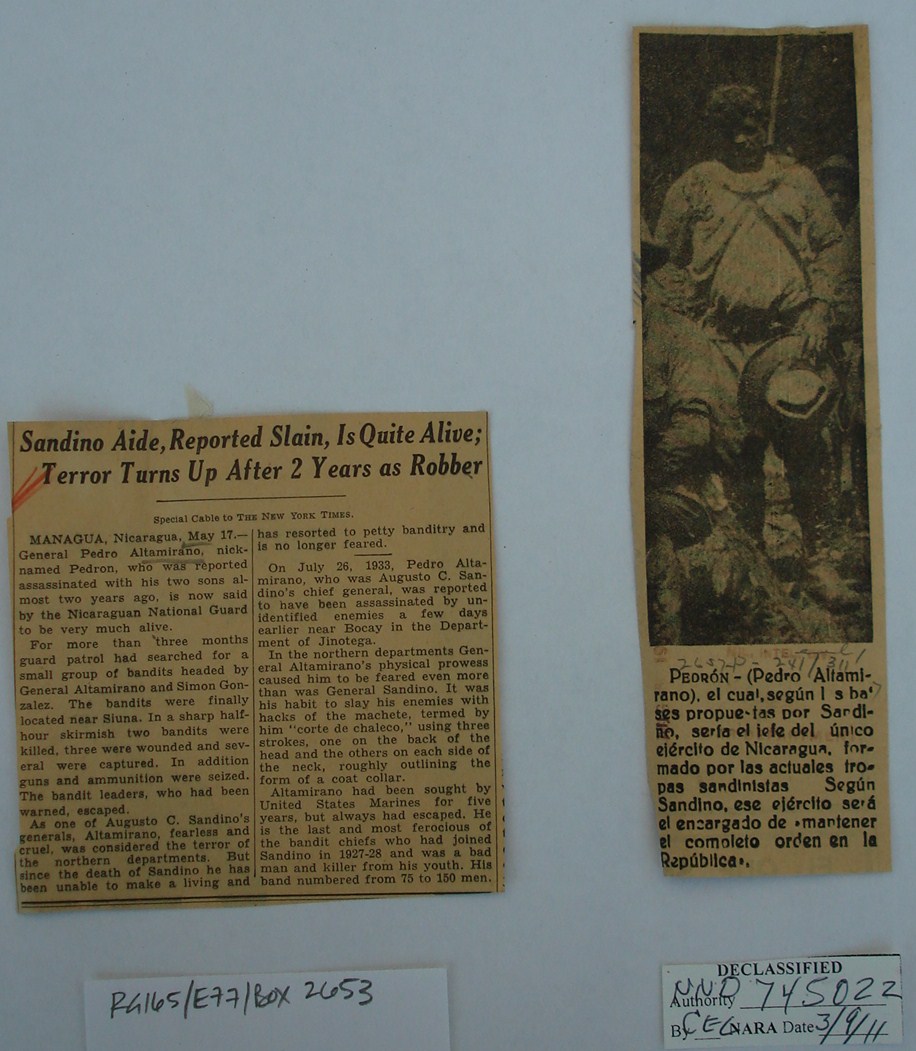 Sandino Aide, Reported Slain, Is Quite Alive;
Terror Turns Up After 2 Years as Robber
Special Cable to THE NEW YORK TIMES.
MANAGUA, Nicaragua, May 17.—
General Pedro Altamirano, nick-
named Pedron, who was reported
assassinated with his two sons al-
most two years ago, is now said
by the Nicaraguan National Guard
to be very much alive.
For more than three months
guard patrol had searched for a
small group of bandits headed by
General Altamirano and Simon Gon-
zalez. The bandits were finally
located near Siuna. In a sharp half-
hour skirmish two bandits were
killed, three were wounded and sev-
eral were captured. In addition
guns and ammunition were seized.
The bandit leaders, who had been
warned, escaped.
As one of Augusto C. Sandino's
generals, Altamirano, fearless and
cruel, was considered the terror of
the northern departments. But
since the death of Sandino he has
been unable to make a living and
has resorted to petty banditry and
is no longer feared.
On July 26, 1933, Pedro Alta-
mirano, who was Augusto C. San-
dino's chief general, was reported
to have been assassinated by un-
identified enemies a few days
earlier near Bocay in the Depart-
ment of Jinotega.
In the northern departments Gen-
eral Altamirano's physical prowess
caused him to be feared even more
than was General Sandino. It was
his habit to slay his enemies with
hacks of the machete, termed by
him "corte de chaleco," using three
strokes, one on the back of the
head and the others on each side of
the neck, roughly outlining the
form of a coat collar.
Altamirano had been sought by
United States Marines for five
years, but always had escaped. He
is the last and most ferocious of
the bandit chiefs who had joined
Sandino in 1927-28 and was a bad
man and killer from his youth. His
band numbered from 75 to 150 men.
PEDRÓN - (Pedro Altami-
rano), el cual, según l s ba
ses propuestas por Sandi-
no, sería el jefe del único
ejército de Nicaragua, for-
mado por las actuales tro-
pas sandinistas Según
Sandino, ese ejército será
el encargado de «mantener
el completo orden en la
República».
RG165/E77/BOX 2653
DECLASSIFIED
Authority NND 745022
By CEG NARA Date 3/9/11